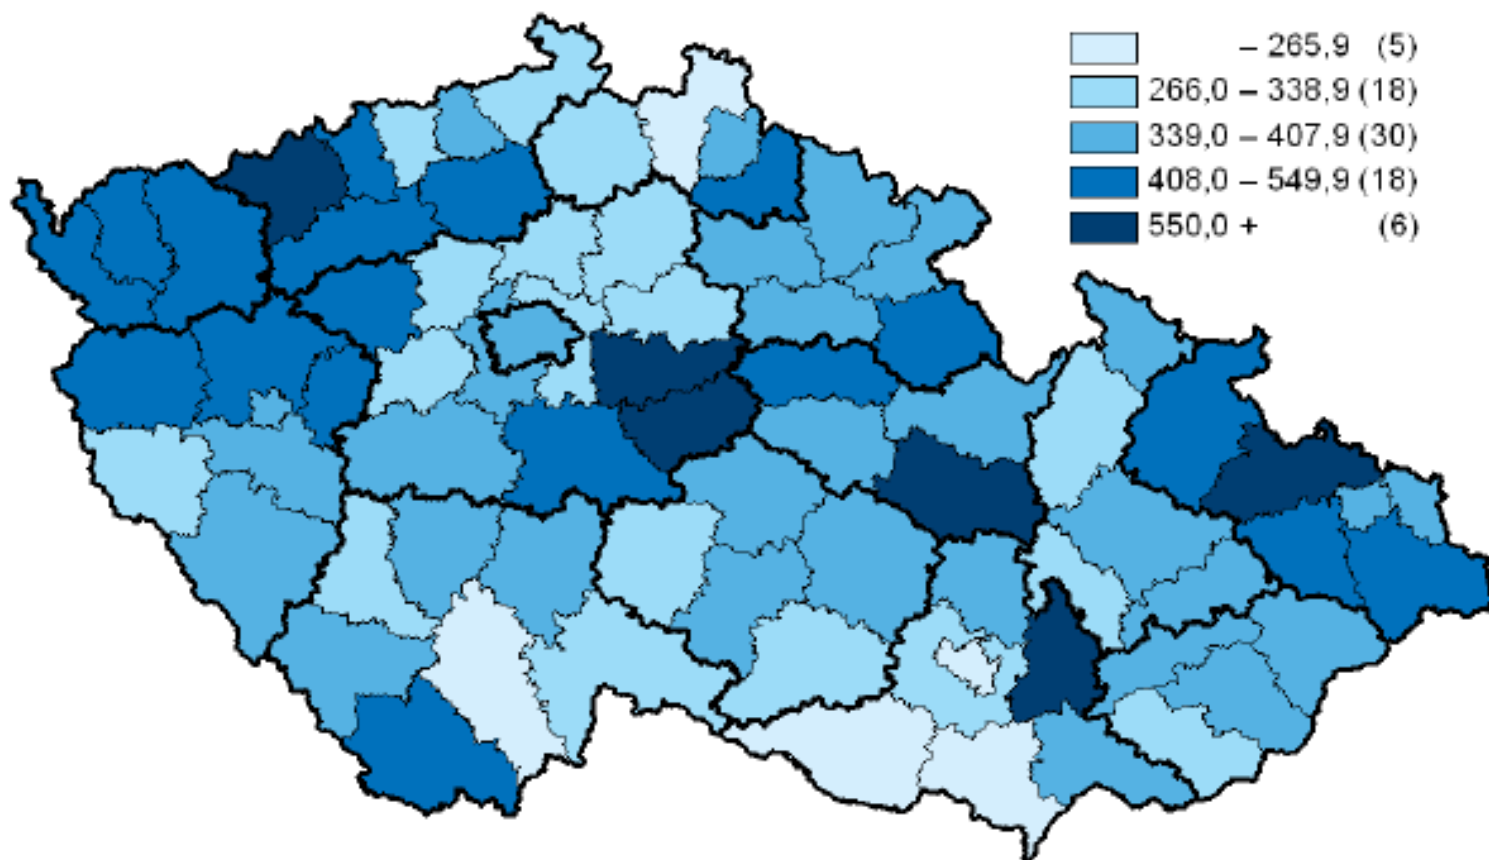 – 265,9 (5)
266,0 – 338,9 (18)
339,0 – 407,9 (30)
408,0 – 549,9 (18)
550,0 + (6)